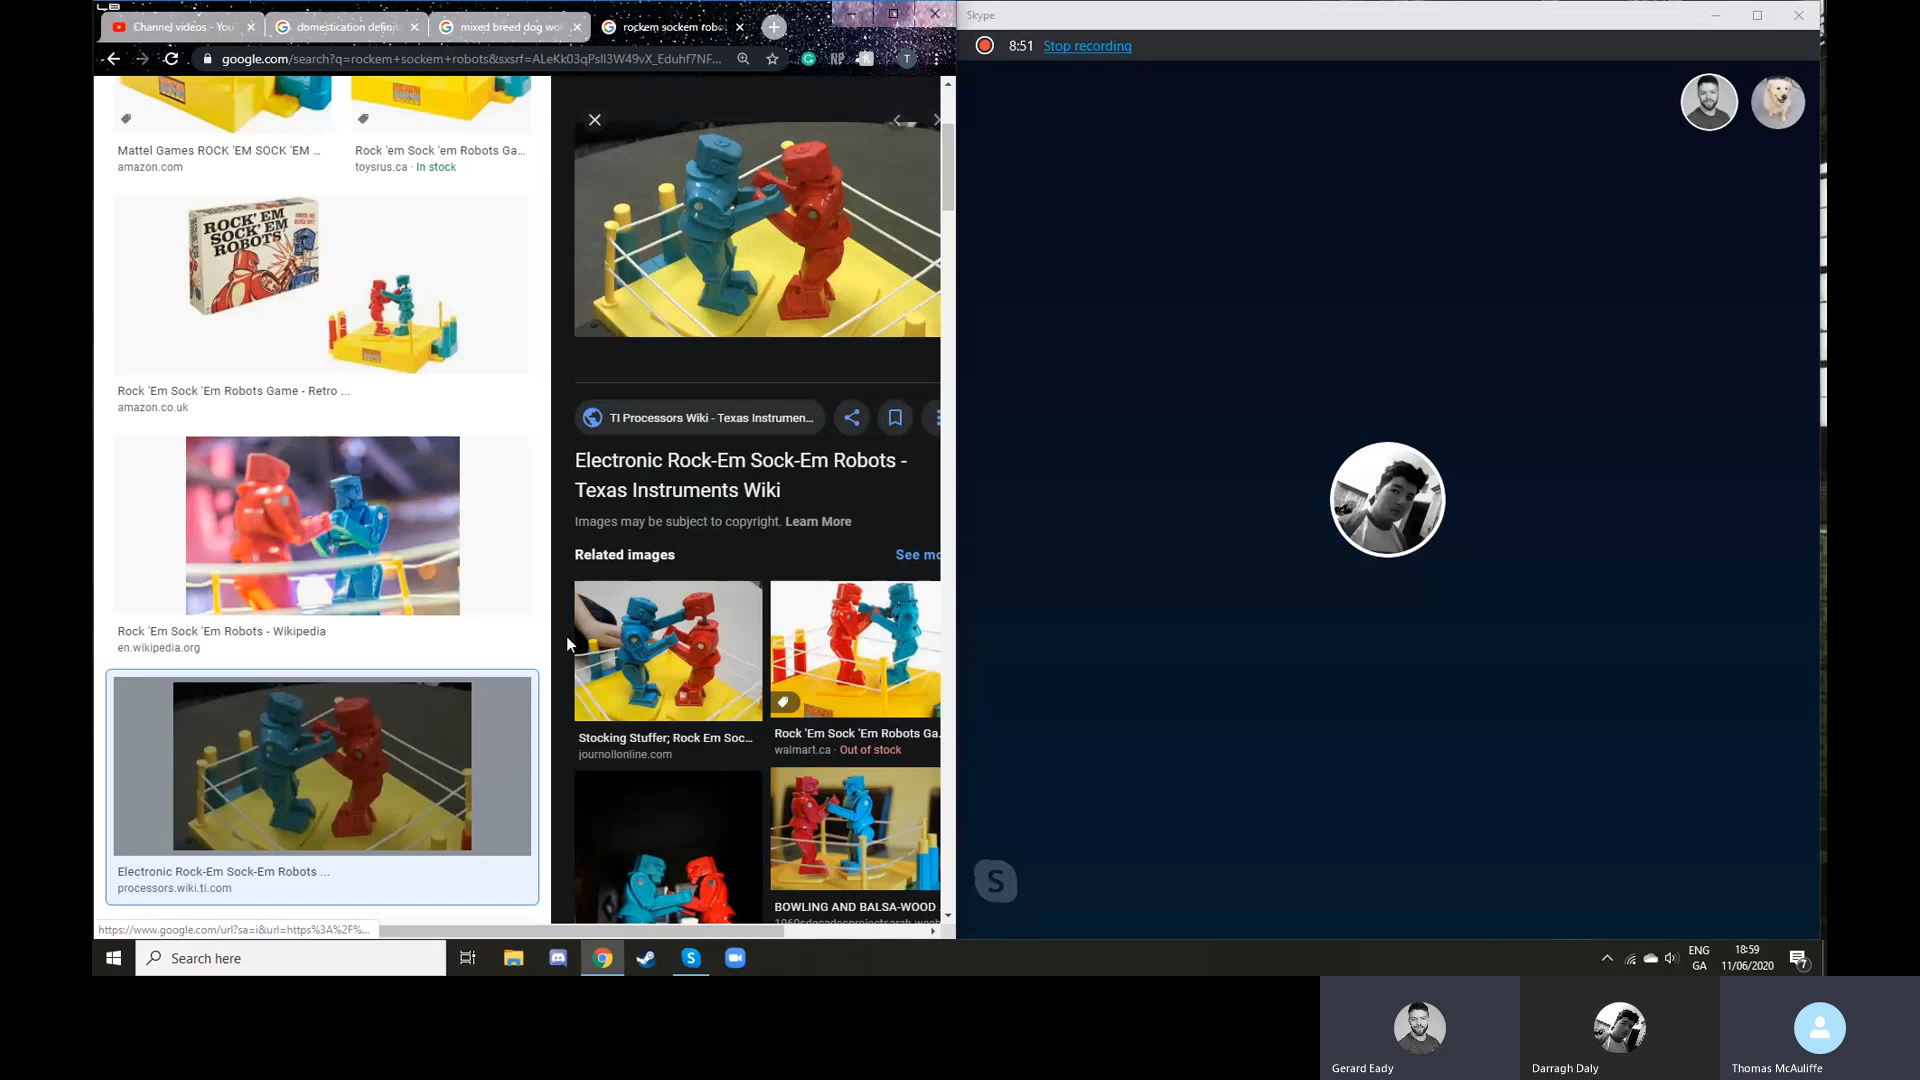 Channel videos - You
domestication definit
mixed breed dog wol
rockem sockem robo
google.com/search?q=rockem+sockem+robots&sxsrf=ALeKk03qPslI3W49vX_Eduhf7NF...
T
Mattel Games ROCK 'EM SOCK 'EM ...
amazon.com
Rock 'em Sock 'em Robots Ga...
toysrus.ca · In stock
ROCK 'EM
SOCK 'EM
ROBOTS
Rock 'Em Sock 'Em Robots Game - Retro ...
amazon.co.uk
Rock 'Em Sock 'Em Robots - Wikipedia
en.wikipedia.org
Electronic Rock-Em Sock-Em Robots ...
processors.wiki.ti.com
https://www.google.com/url?sa=i&url=https%3A%2F%...
TI Processors Wiki - Texas Instrumen...
Electronic Rock-Em Sock-Em Robots -
Texas Instruments Wiki
Images may be subject to copyright. Learn More
Related images
See mo
Stocking Stuffer; Rock Em Soc...
journollonline.com
Rock 'Em Sock 'Em Robots Ga.
walmart.ca · Out of stock
BOWLING AND BALSA-WOOD
Skype
8:51 Stop recording
S
Search here
ENG
GA
18:59
11/06/2020
7
Gerard Eady
Darragh Daly
Thomas McAuliffe